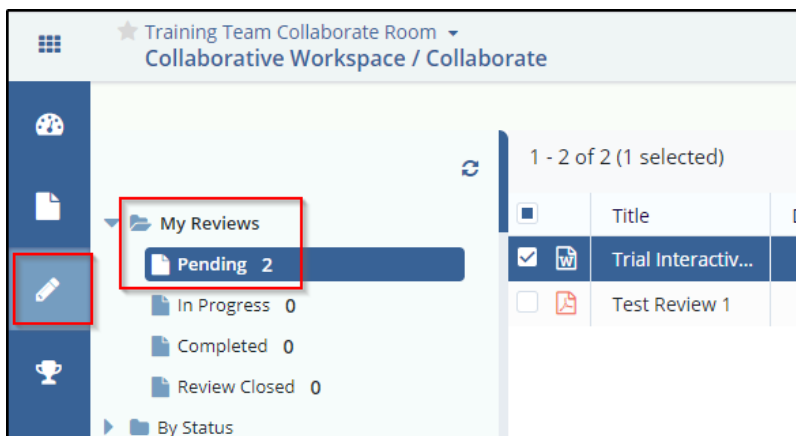 Training Team Collaborate Room
Collaborative Workspace / Collaborate
1 - 2 of 2 (1 selected)
Title
My Reviews
Pending 2
Trial Interactiv...
In Progress 0
Test Review 1
Completed 0
Review Closed 0
By Status